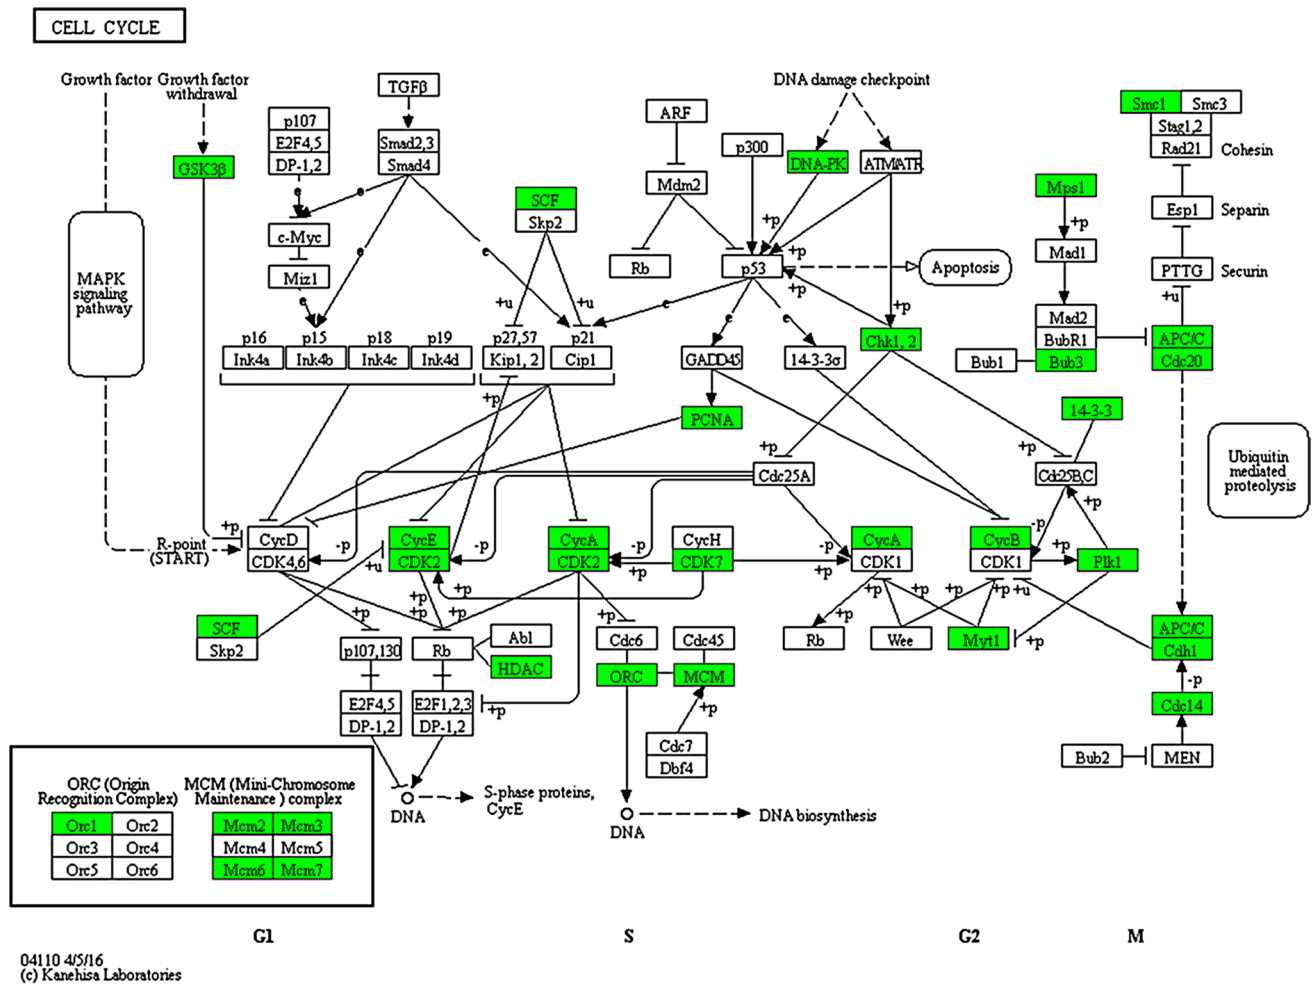 CELL CYCLE
Growth factor
Growth factor
withdrawal
TGFβ
DNA damage checkpoint
GSK3β
p107
E2F4,5
DP-1,2
Smad2,3
Smad4
ARF
p300
DNA-PK
ATM/ATR
Smc1
Smc3
Stag1,2
Rad21
Cohesin
MAPK
signaling
pathway
e
e
c-Myc
Miz1
e
e
e
SCF
Skp2
Mdm2
Rb
p53
+p
+p
+p
Apoptosis
Mps1
+p
Mad1
Esp1
Separin
PTTG
Securin
+u
+u
+u
e
e
e
+p
p16
Ink4a
p15
Ink4b
p18
Ink4c
p19
Ink4d
p27,57
Kip1, 2
p21
Cip1
GADD45
14-3-3σ
Chk1, 2
Mad2
BubR1
Bub3
Bub1
APC/C
Cdc20
+p
PCNA
14-3-3
+p
+p
Cdc25A
Cdc25B,C
Ubiquitin
mediated
proteolysis
R-point
(START)
+p
CycD
CDK4,6
-p
+u
CycE
CDK2
-p
CycA
CDK2
-p
+p
CycH
CDK7
-p
+p
CycA
CDK1
CycB
CDK1
-p
+p
+p
Plk1
SCF
Skp2
+p
+p
+p
+p
+p
+p
+p
+p
+p
+u
+p
p107,130
Rb
Abl
HDAC
Cdc6
Cdc45
ORC
MCM
Rb
Wee
Myt1
APC/C
Cdh1
-p
Cdc14
E2F4,5
DP-1,2
E2F1,2,3
DP-1,2
+p
+p
Cdc7
Dbf4
Bub2
MEN
DNA
S-phase proteins,
CycE
DNA
DNA biosynthesis
ORC (Origin
Recognition Complex)
MCM (Mini-Chromosome
Maintenance ) complex
Orc1
Orc2
Mcm2
Mcm3
Orc3
Orc4
Mcm4
Mcm5
Orc5
Orc6
Mcm6
Mcm7
G1
S
G2
M
04110 4/5/16
(c) Kanehisa Laboratories